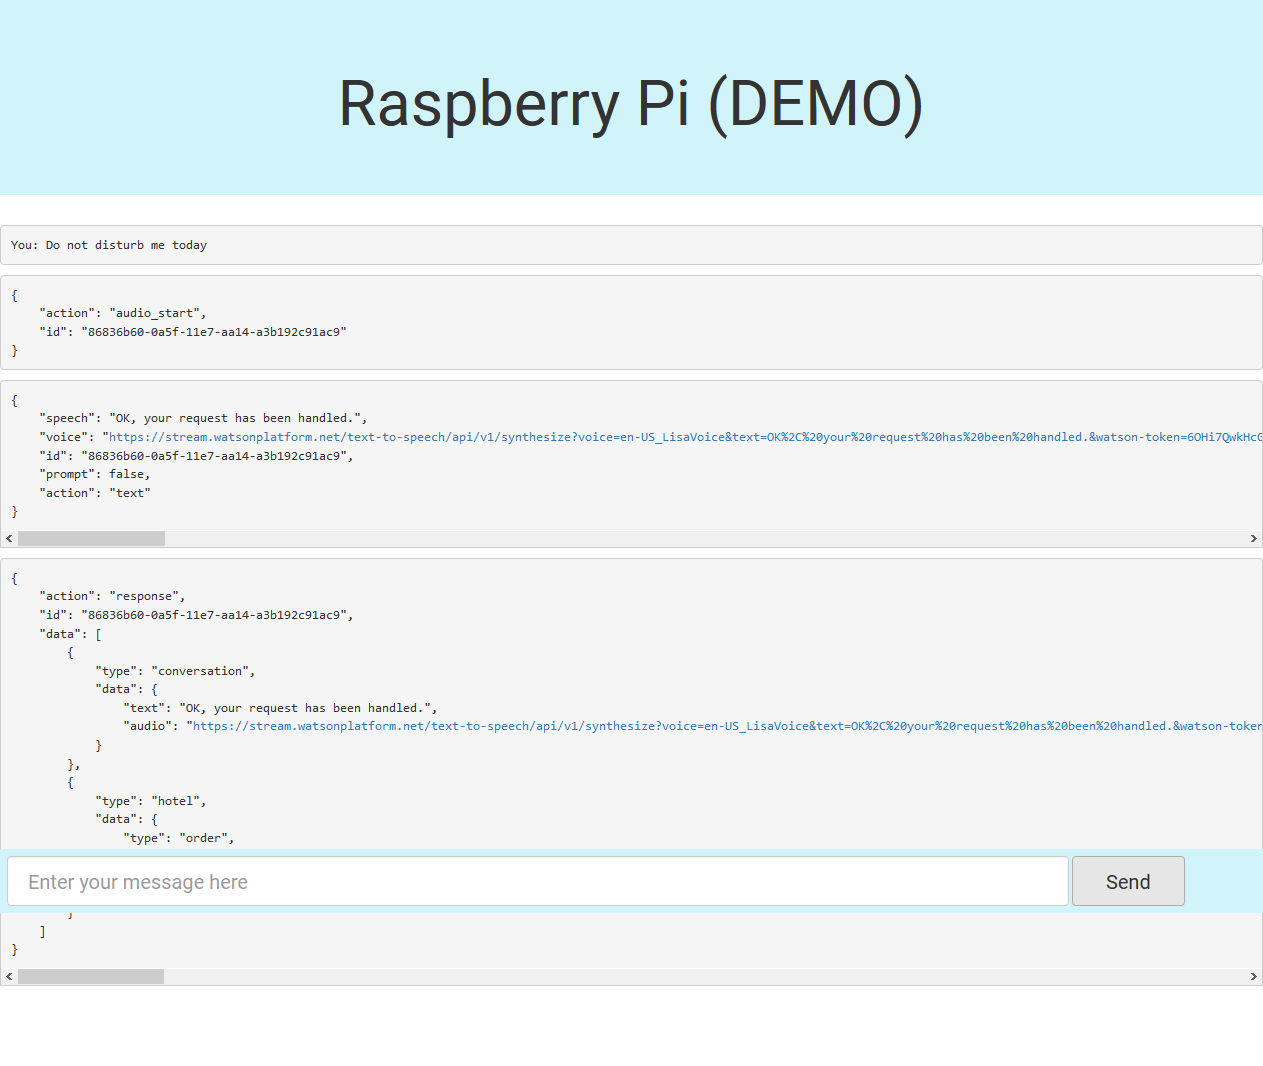 Raspberry Pi (DEMO)
You: Do not disturb me today
{
    "action": "audio_start",
    "id": "86836b60-0a5f-11e7-aa14-a3b192c91ac9"
}
{
    "speech": "OK, your request has been handled.",
    "voice": "https://stream.watsonplatform.net/text-to-speech/api/v1/synthesize?voice=en-US_LisaVoice&text=OK%2C%20your%20request%20has%20been%20handled.&watson-token=6OHi7QwkHcG
    "id": "86836b60-0a5f-11e7-aa14-a3b192c91ac9",
    "prompt": false,
    "action": "text"
}
{
    "action": "response",
    "id": "86836b60-0a5f-11e7-aa14-a3b192c91ac9",
    "data": [
        {
            "type": "conversation",
            "data": {
                "text": "OK, your request has been handled.",
                "audio": "https://stream.watsonplatform.net/text-to-speech/api/v1/synthesize?voice=en-US_LisaVoice&text=OK%2C%20your%20request%20has%20been%20handled.&watson-token
            }
        },
        {
            "type": "hotel",
            "data": {
                "type": "order",
Enter your message here
Send
        }
    ]
}